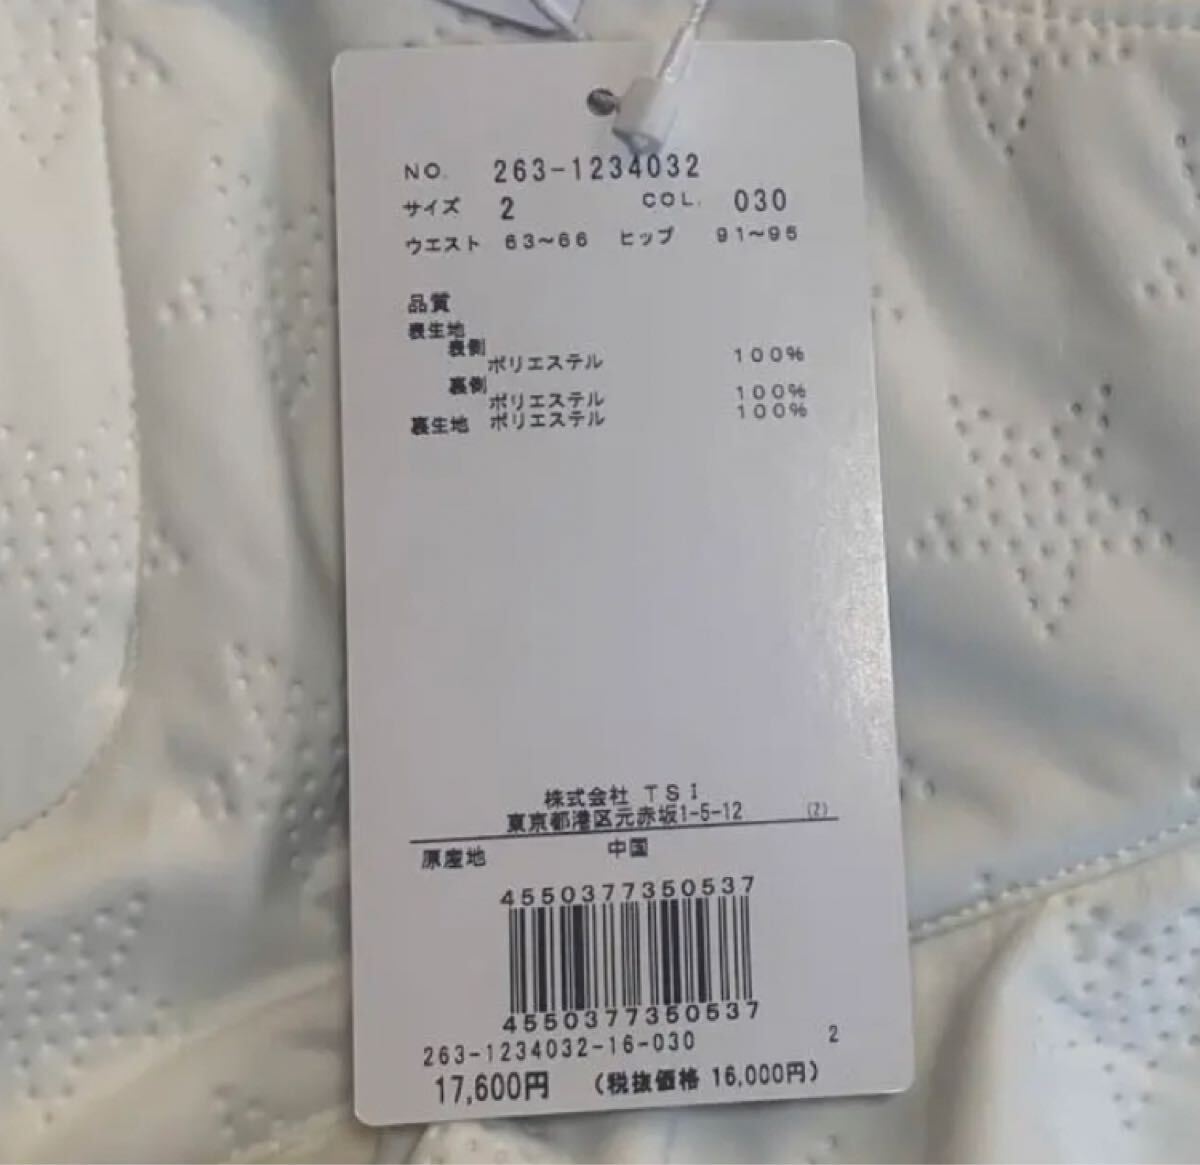 NO. 263-1234032
サイズ 2 COL. 030
ウエスト 63~66 ヒップ 91~95
品質
表生地
表側
ポリエステル 100%
裏側
ポリエステル 100%
裏生地 ポリエステル 100%
株式会社 TSI
東京都港区元赤坂1-5-12 (Z)
原産地 中国
4550377350537
4550377350537
263-1234032-16-030 2
17,600円 (税抜価格 16,000円)